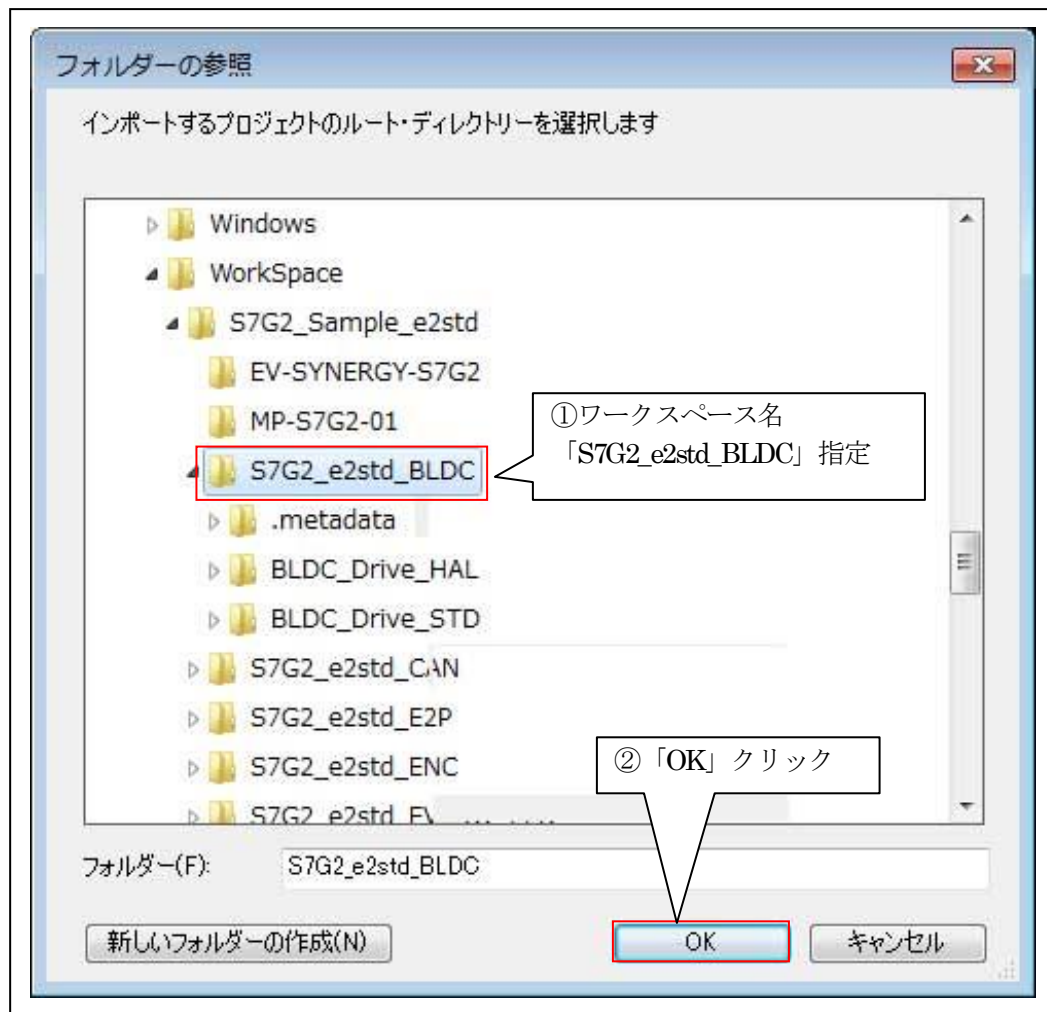 フォルダーの参照
インポートするプロジェクトのルート・ディレクトリーを選択します
Windows
WorkSpace
S7G2_Sample_e2std
EV-SYNERGY-S7G2
MP-S7G2-01
①ワークスペース名
「S7G2_e2std_BLDC」指定
S7G2_e2std_BLDC
.metadata
BLDC_Drive_HAL
BLDC_Drive_STD
S7G2_e2std_CAN
S7G2_e2std_E2P
S7G2_e2std_ENC
②「OK」クリック
S7G2_e2std
フォルダー(F): S7G2_e2std_BLDC
新しいフォルダーの作成(N) OK キャンセル